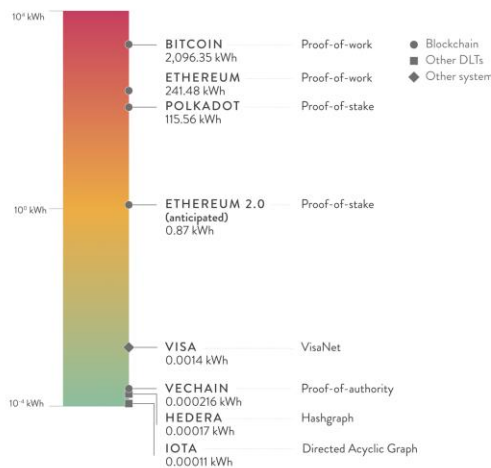 10⁴ kWh
BITCOIN Proof-of-work
2,096.35 kWh
Blockchain
Other DLTs
Other system
ETHEREUM Proof-of-work
241.48 kWh
POLKADOT Proof-of-stake
115.56 kWh
10⁰ kWh
ETHEREUM 2.0 Proof-of-stake
(anticipated)
0.87 kWh
VISA VisaNet
0.0014 kWh
10⁻⁴ kWh
VECHAIN Proof-of-authority
0.000216 kWh
HEDERA Hashgraph
0.00017 kWh
IOTA Directed Acyclic Graph
0.00011 kWh